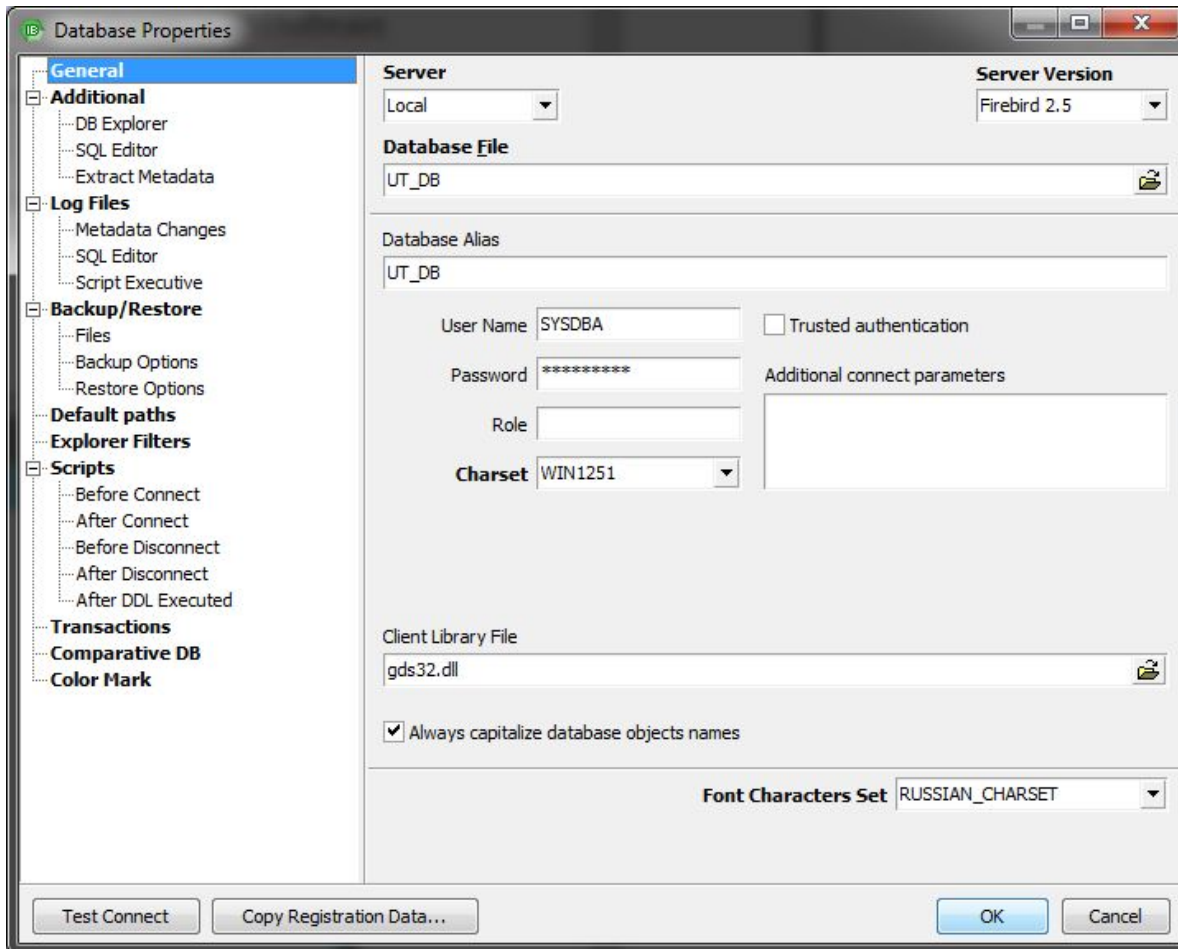 Database Properties
General
Additional
DB Explorer
SQL Editor
Extract Metadata
Log Files
Metadata Changes
SQL Editor
Script Executive
Backup/Restore
Files
Backup Options
Restore Options
Default paths
Explorer Filters
Scripts
Before Connect
After Connect
Before Disconnect
After Disconnect
After DDL Executed
Transactions
Comparative DB
Color Mark
Server
Server Version
Local
Firebird 2.5
Database File
UT_DB
Database Alias
UT_DB
User Name SYSDBA
Trusted authentication
Password *********
Additional connect parameters
Role
Charset WIN1251
Client Library File
gds32.dll
Always capitalize database objects names
Font Characters Set RUSSIAN_CHARSET
Test Connect
Copy Registration Data...
OK
Cancel